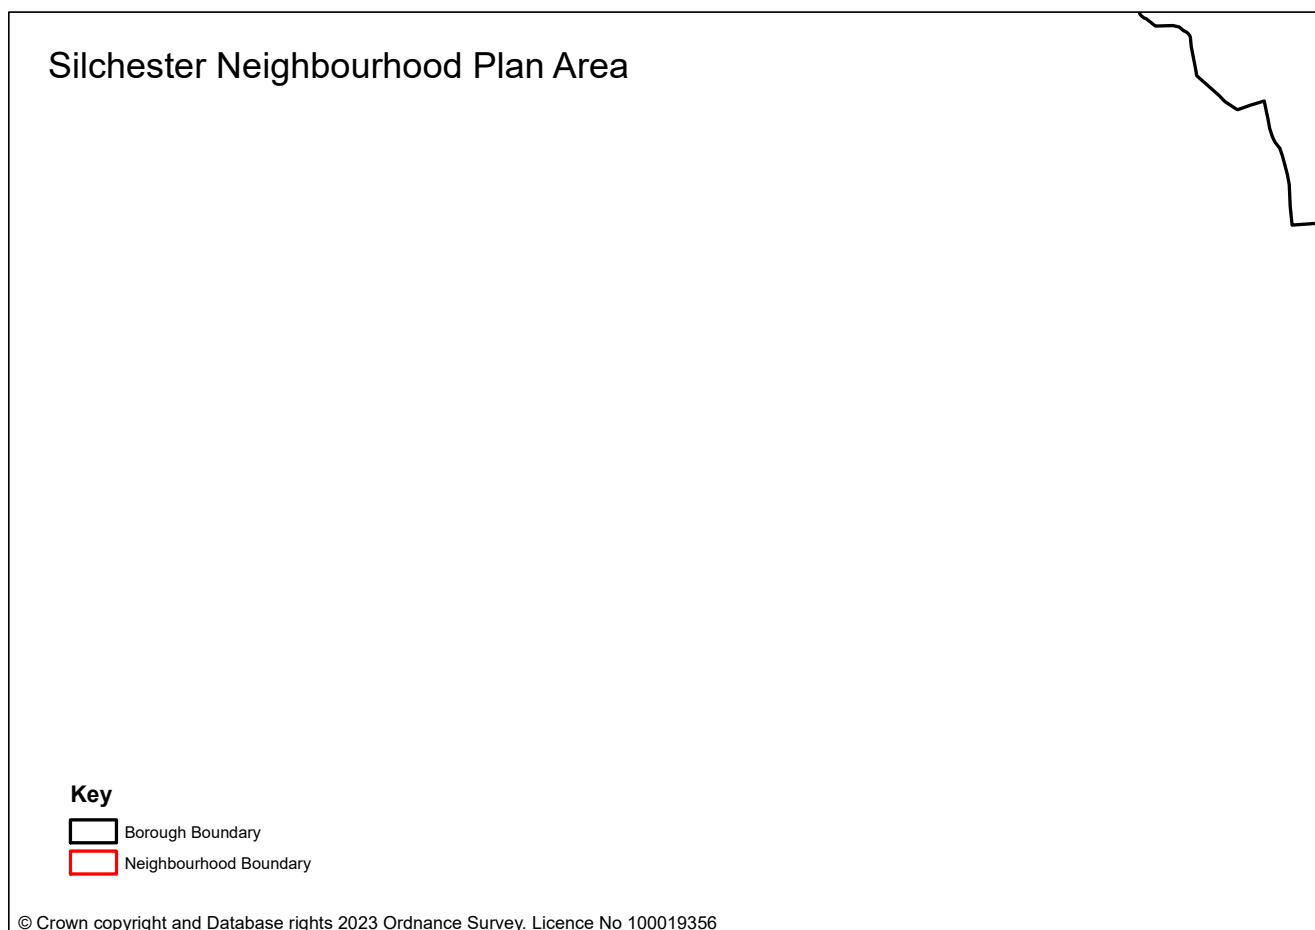 Silchester Neighbourhood Plan Area
Key
Borough Boundary
Neighbourhood Boundary
© Crown copyright and Database rights 2023 Ordnance Survey. Licence No 100019356